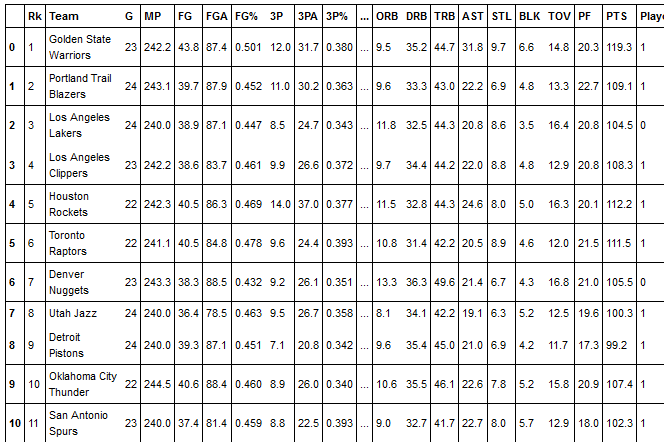 Rk Team G MP FG FGA FG% 3P 3PA 3P% ... ORB DRB TRB AST STL BLK TOV PF PTS Playo
0 1 Golden State Warriors 23 242.2 43.8 87.4 0.501 12.0 31.7 0.380 ... 9.5 35.2 44.7 31.8 9.7 6.6 14.8 20.3 119.3 1
1 2 Portland Trail Blazers 24 243.1 39.7 87.9 0.452 11.0 30.2 0.363 ... 9.6 33.3 43.0 22.2 6.9 4.8 13.3 22.7 109.1 1
2 3 Los Angeles Lakers 24 240.0 38.9 87.1 0.447 8.5 24.7 0.343 ... 11.8 32.5 44.3 20.8 8.6 3.5 16.4 20.8 104.5 0
3 4 Los Angeles Clippers 23 242.2 38.6 83.7 0.461 9.9 26.6 0.372 ... 9.7 34.4 44.2 22.0 8.8 4.8 12.9 20.8 108.3 1
4 5 Houston Rockets 22 242.3 40.5 86.3 0.469 14.0 37.0 0.377 ... 11.5 32.8 44.3 24.6 8.0 5.0 16.3 20.1 112.2 1
5 6 Toronto Raptors 22 241.1 40.5 84.8 0.478 9.6 24.4 0.393 ... 10.8 31.4 42.2 20.5 8.9 4.6 12.0 21.5 111.5 1
6 7 Denver Nuggets 23 243.3 38.3 88.5 0.432 9.2 26.1 0.351 ... 13.3 36.3 49.6 21.4 6.7 4.3 16.8 21.0 105.5 0
7 8 Utah Jazz 24 240.0 36.4 78.5 0.463 9.5 26.7 0.358 ... 8.1 34.1 42.2 19.1 6.3 5.2 12.5 19.6 100.3 1
8 9 Detroit Pistons 24 240.0 39.3 87.1 0.451 7.1 20.8 0.342 ... 9.6 35.4 45.0 21.0 6.9 4.2 11.7 17.3 99.2 1
9 10 Oklahoma City Thunder 22 244.5 40.6 88.4 0.460 8.9 26.0 0.340 ... 10.6 35.5 46.1 22.6 7.8 5.2 15.8 20.9 107.4 1
10 11 San Antonio Spurs 23 240.0 37.4 81.4 0.459 8.8 22.5 0.393 ... 9.0 32.7 41.7 22.7 8.0 5.7 12.9 18.0 102.3 1